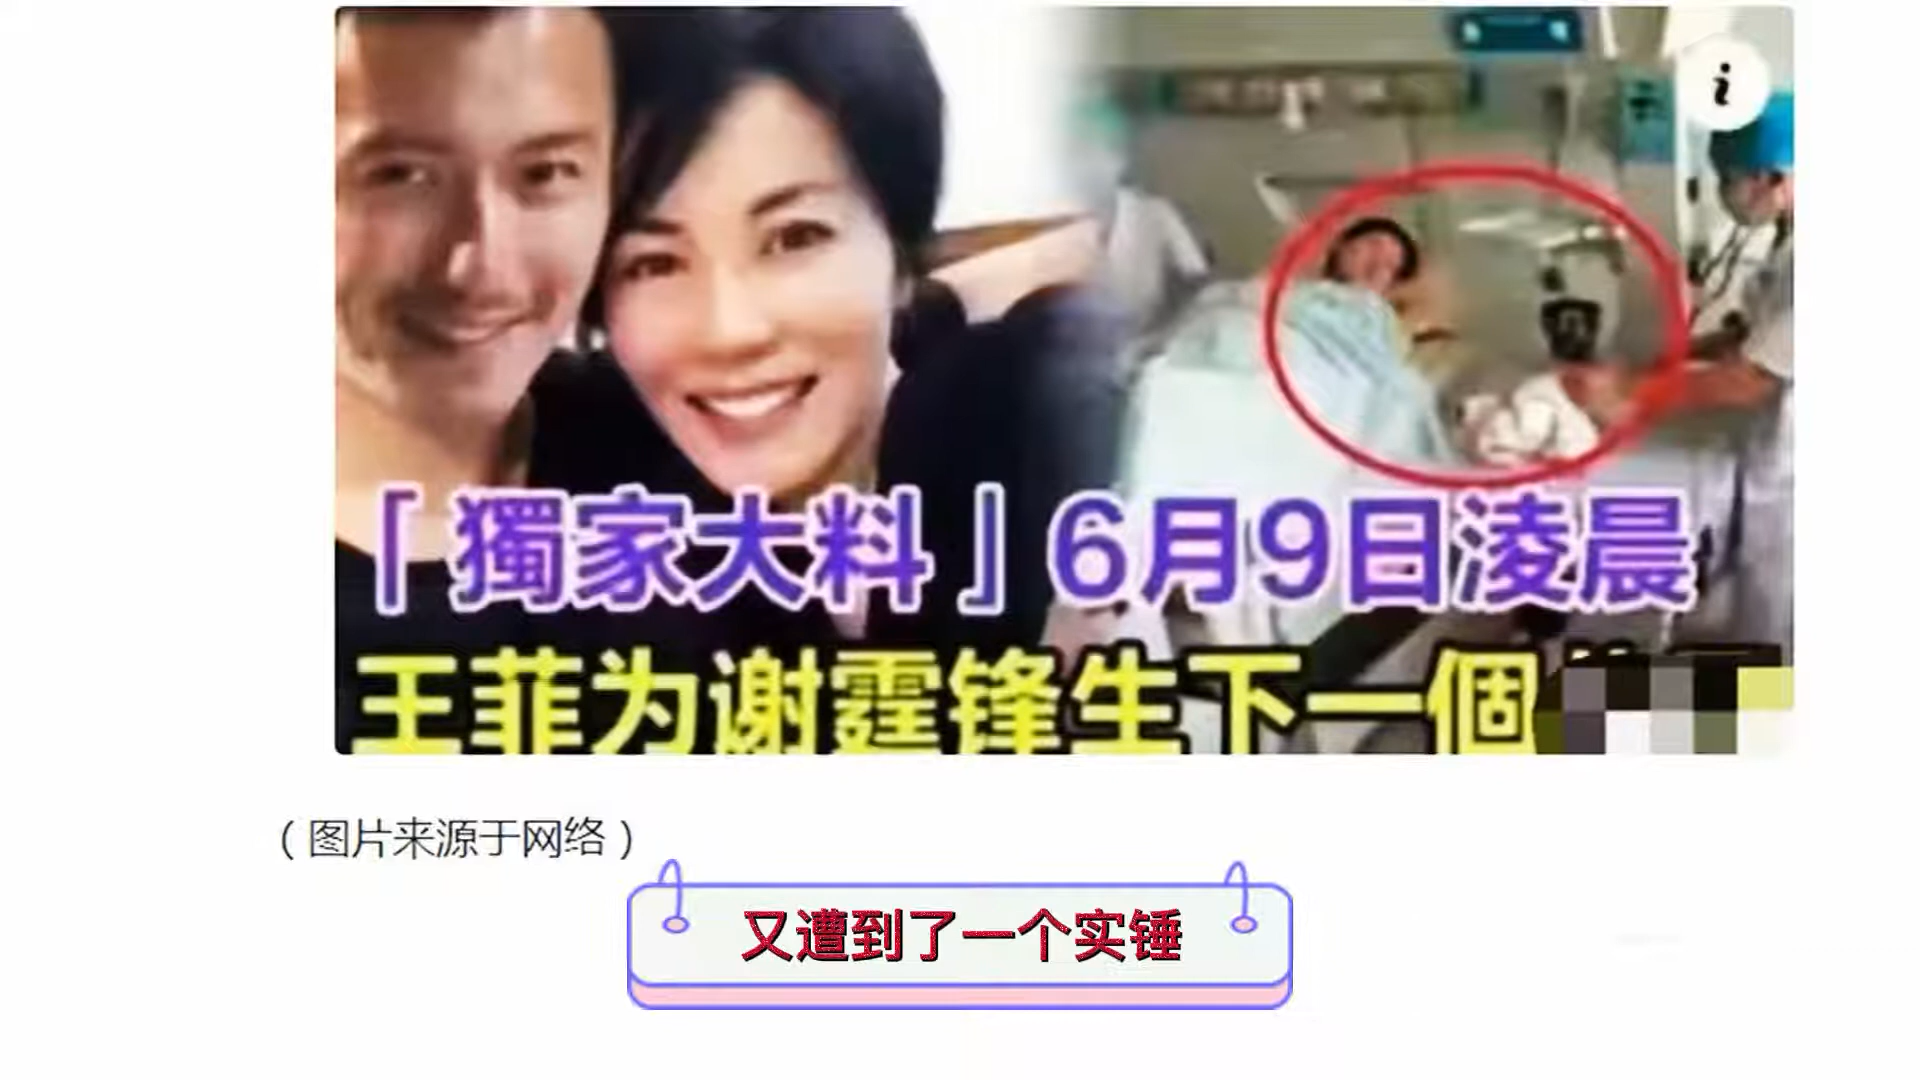 「獨家大料」6月9日淩晨
王菲为谢霆锋生下一個
（图片来源于网络）
又遭到了一个实锤